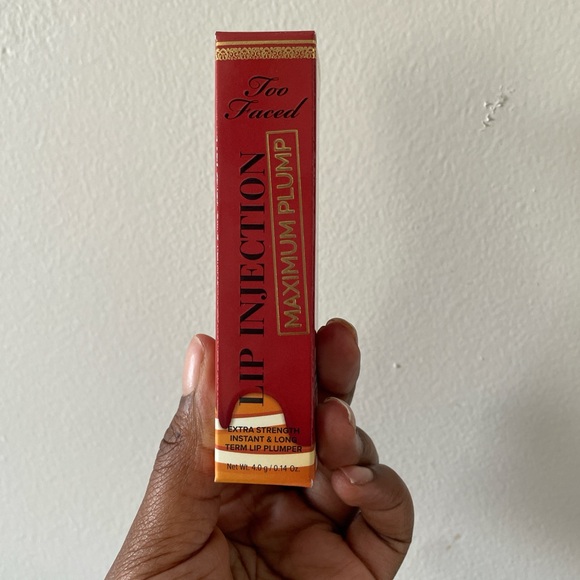 Too
Faced
LIP INJECTION
MAXIMUM PLUMP
EXTRA STRENGTH
INSTANT & LONG
TERM LIP PLUMPER
Net Wt. 4.0 g / 0.14 Oz.